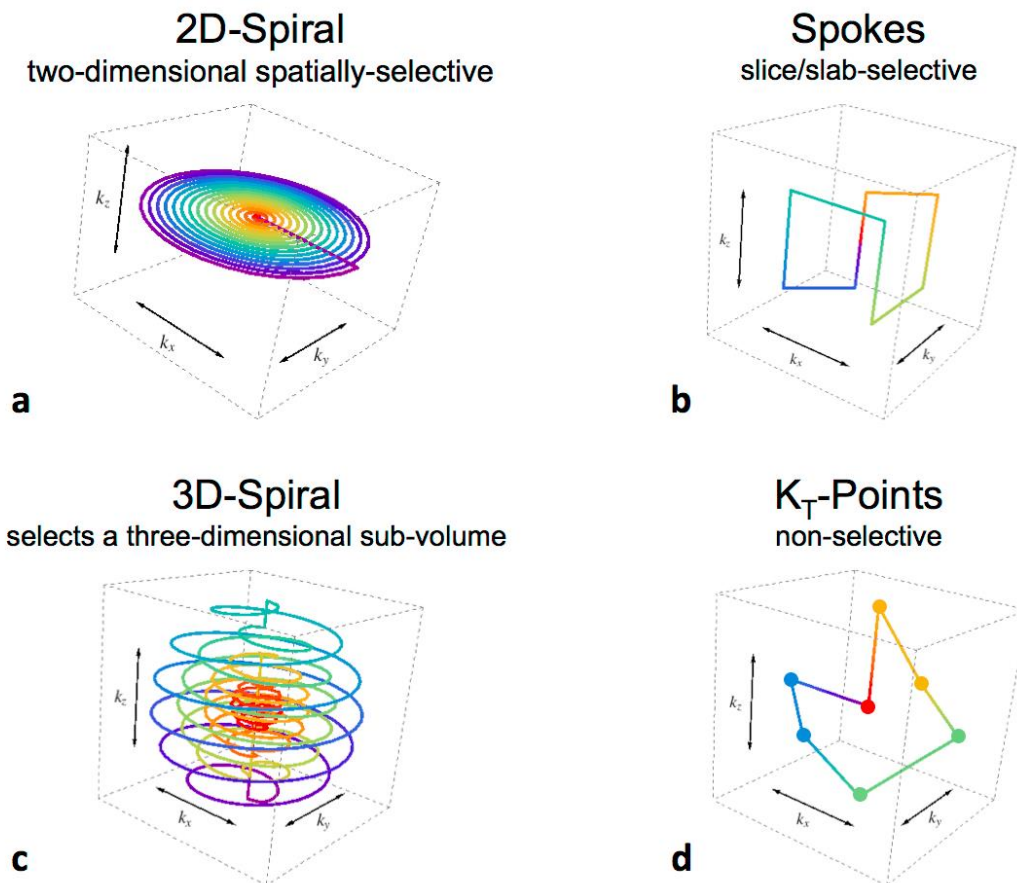 2D-Spiral
two-dimensional spatially-selective
kz
kx
ky
a
Spokes
slice/slab-selective
kz
kx
ky
b
3D-Spiral
selects a three-dimensional sub-volume
kz
kx
ky
c
KT-Points
non-selective
kz
kx
ky
d